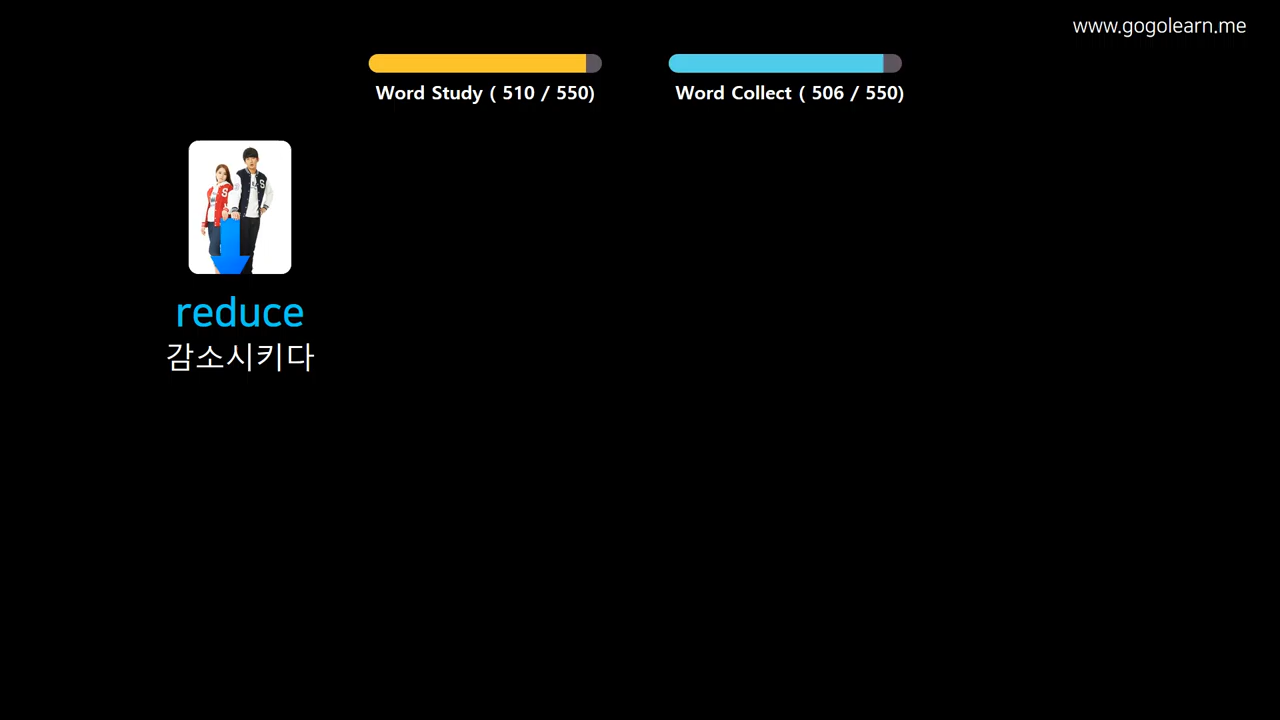 www.gogolearn.me
Word Study ( 510 / 550)
Word Collect ( 506 / 550)
S
S
reduce
감소시키다